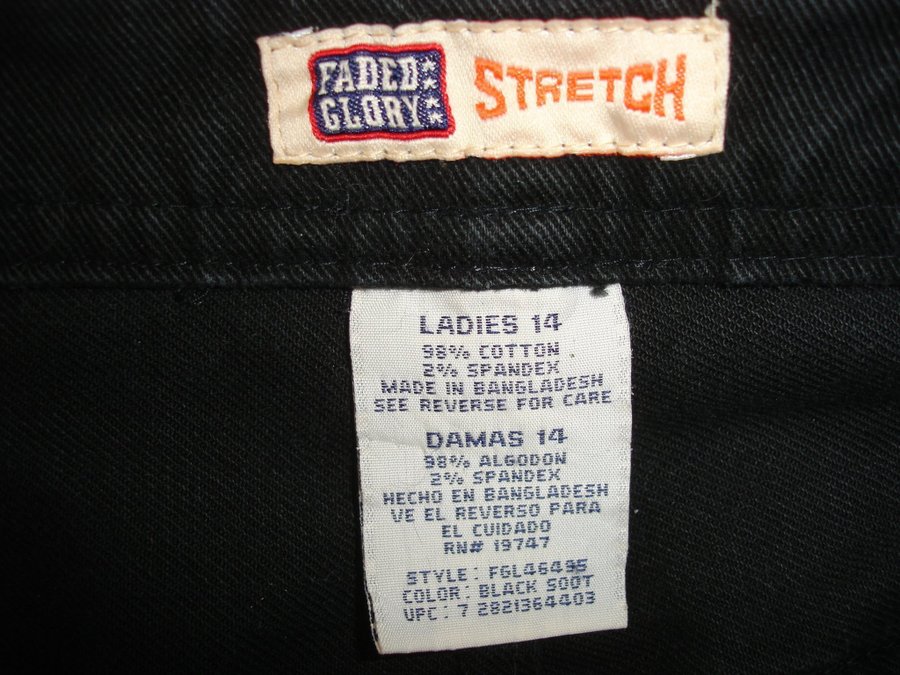 FADED GLORY
STRETCH
LADIES 14
98% COTTON
2% SPANDEX
MADE IN BANGLADESH
SEE REVERSE FOR CARE
DAMAS 14
98% ALGODON
2% SPANDEX
HECHO EN BANGLADESH
VE EL REVERSO PARA
EL CUIDADO
RN# 19747
STYLE: FGL46495
COLOR: BLACK SOOT
UPC: 7 2821364403